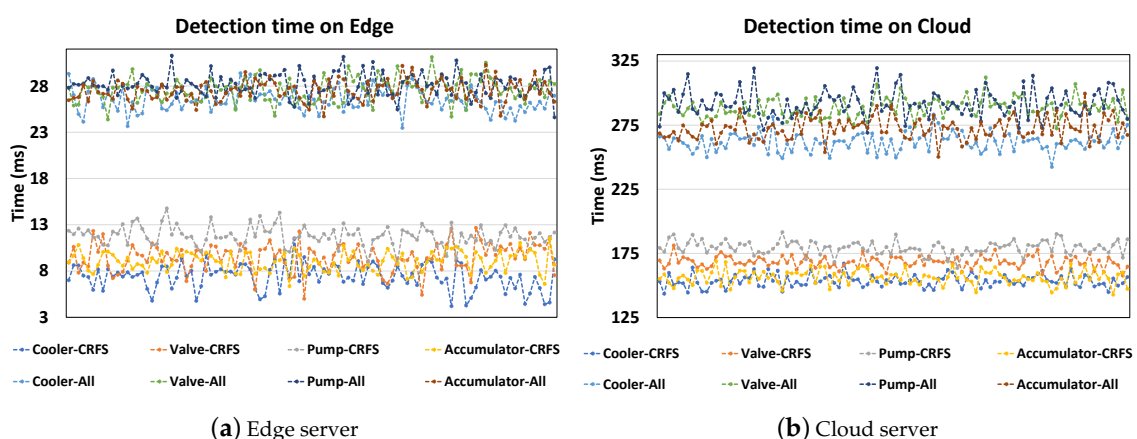 Detection time on Edge
Time (ms)
28
23
18
13
8
3
Cooler-CRFS Valve-CRFS Pump-CRFS Accumulator-CRFS
Cooler-All Valve-All Pump-All Accumulator-All
(a) Edge server
Detection time on Cloud
Time (ms)
325
275
225
175
125
Cooler-CRFS Valve-CRFS Pump-CRFS Accumulator-CRFS
Cooler-All Valve-All Pump-All Accumulator-All
(b) Cloud server